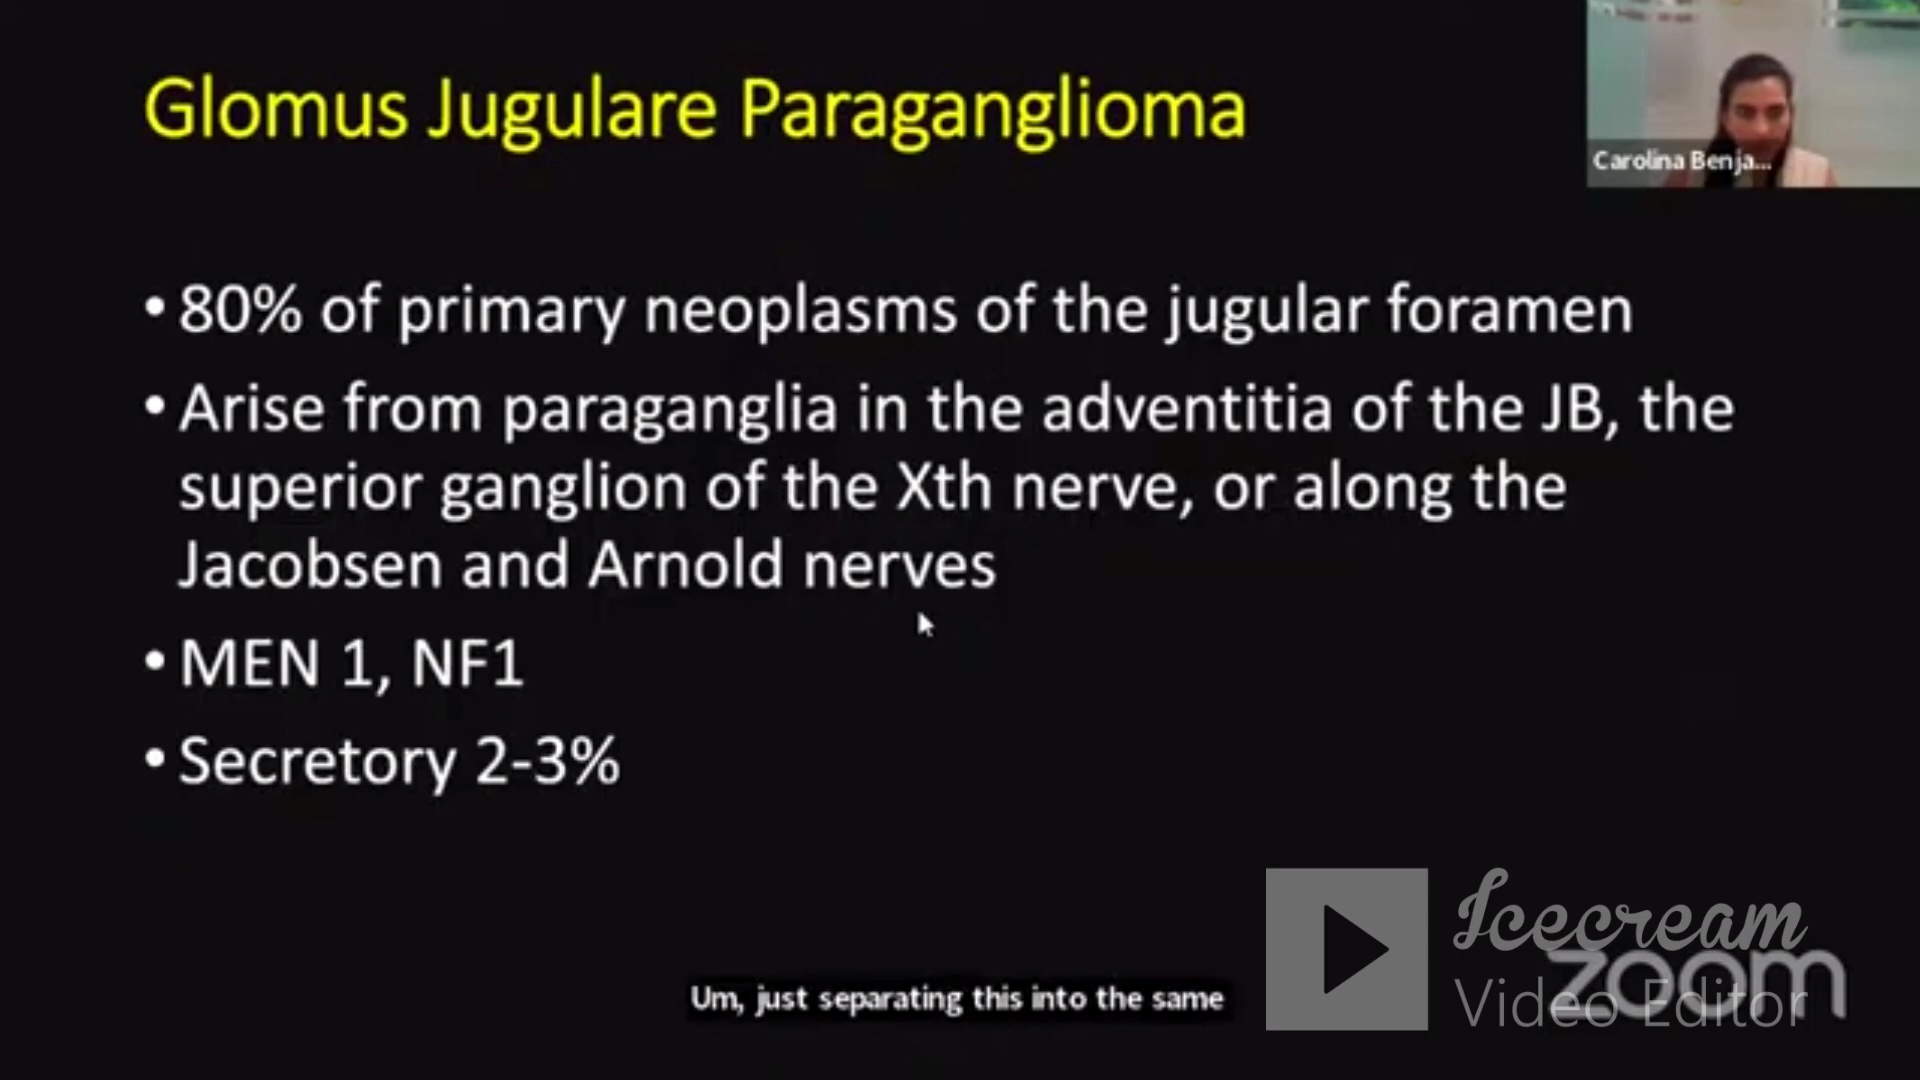 Glomus Jugulare Paraganglioma
Carolina Benja...
• 80% of primary neoplasms of the jugular foramen
• Arise from paraganglia in the adventitia of the JB, the
superior ganglion of the Xth nerve, or along the
Jacobsen and Arnold nerves
• MEN 1, NF1
• Secretory 2-3%
Icecream
zoom
Video Editor
Um, just separating this into the same